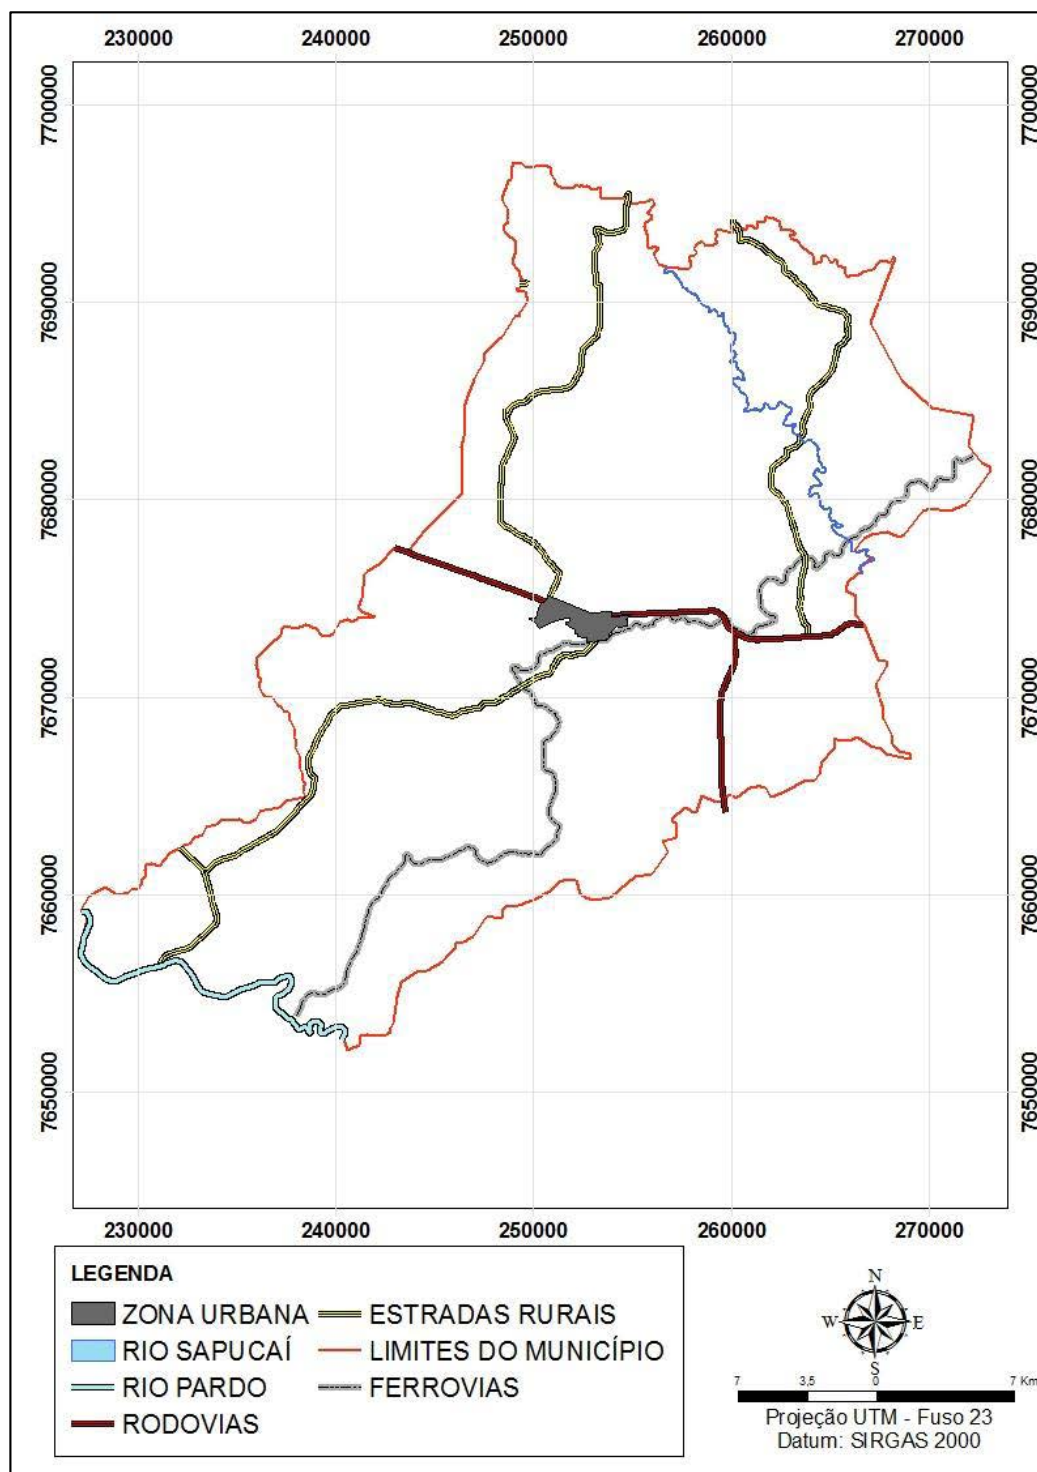 230000 240000 250000 260000 270000
7700000 7700000
7690000 7690000
7680000 7680000
7670000 7670000
7660000 7660000
7650000 7650000
230000 240000 250000 260000 270000
LEGENDA
ZONA URBANA ESTRADAS RURAIS
RIO SAPUCAÍ LIMITES DO MUNICÍPIO
RIO PARDO FERROVIAS
RODOVIAS
N
W E
S
7 3,5 0 7 Km
Projeção UTM - Fuso 23
Datum: SIRGAS 2000